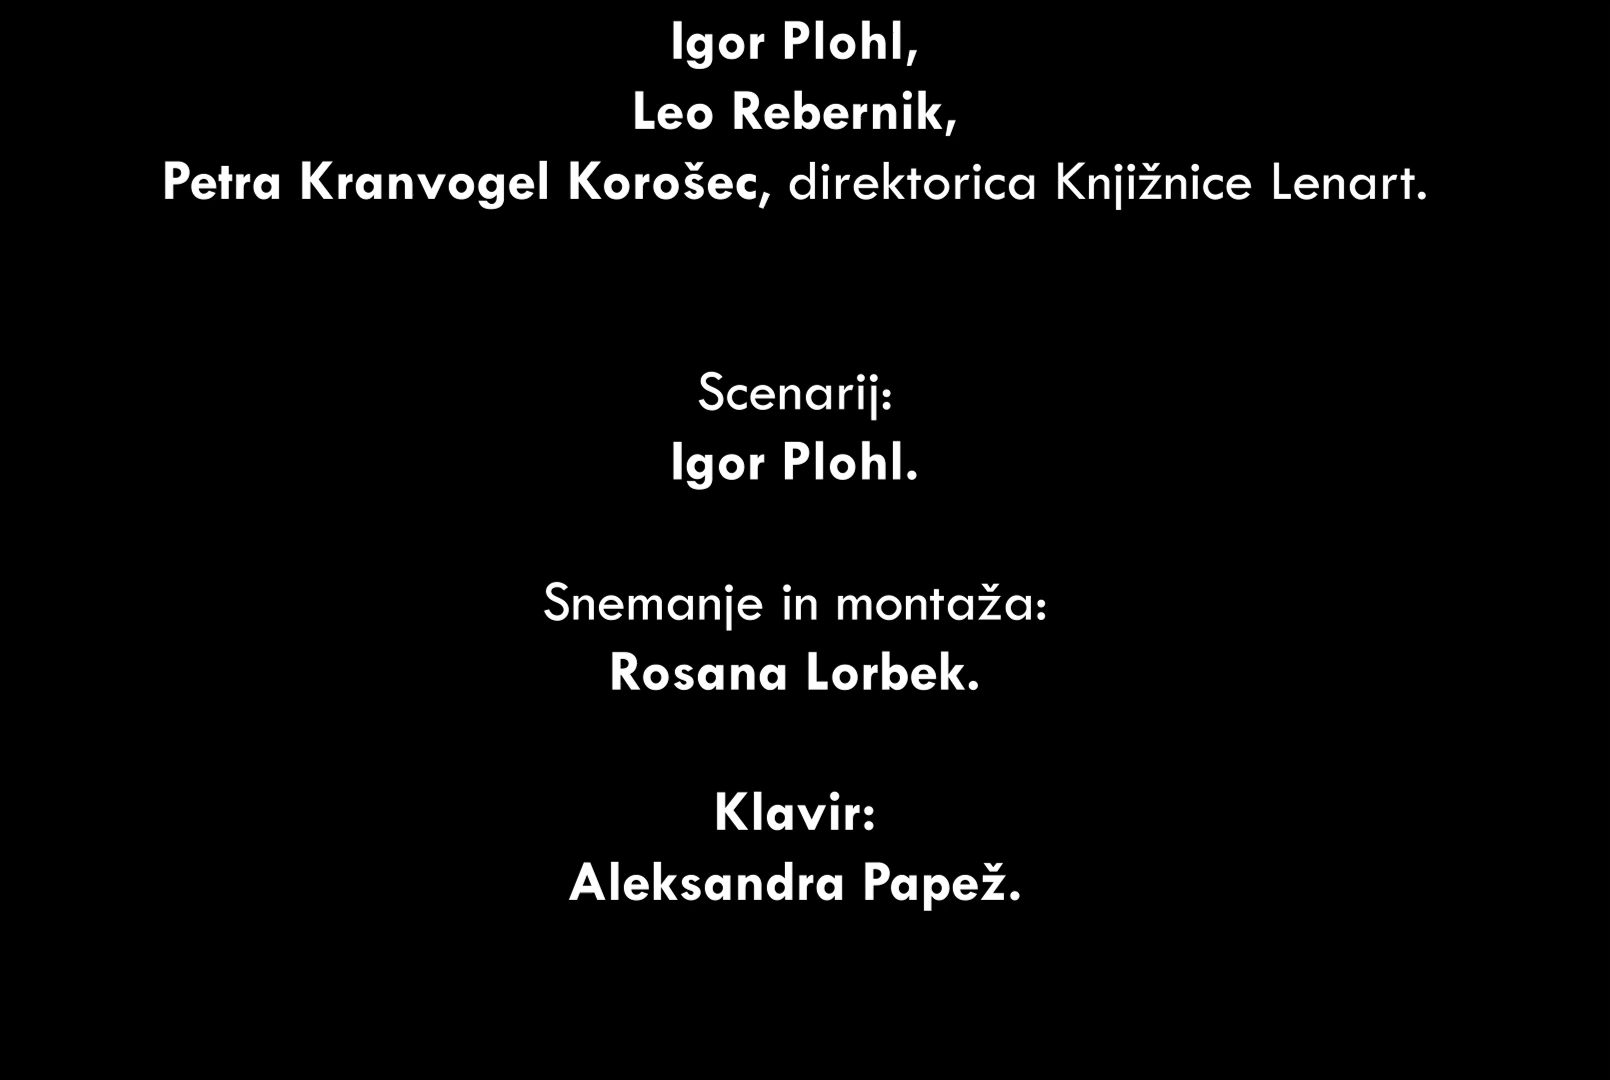 Igor Plohl,
Leo Rebernik,
Petra Kranvogel Korošec, direktorica Knjižnice Lenart.
Scenarij:
Igor Plohl.
Snemanje in montaža:
Rosana Lorbek.
Klavir:
Aleksandra Papež.